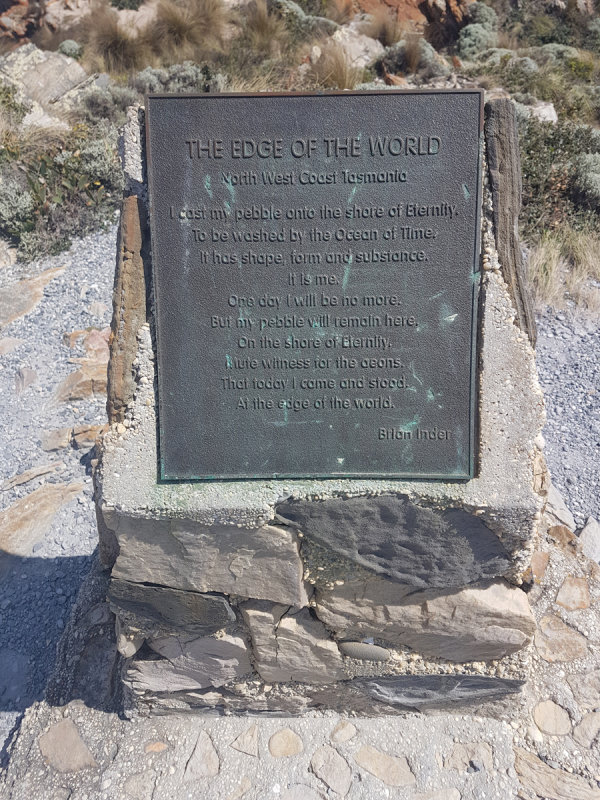 THE EDGE OF THE WORLD
North West Coast Tasmania
I cast my pebble onto the shore of Eternity.
To be washed by the Ocean of Time.
It has shape, form and substance.
It is me.
One day I will be no more.
But my pebble will remain here.
On the shore of Eternity.
Mute witness for the aeons.
That today I came and stood.
At the edge of the world.
Brian Inder